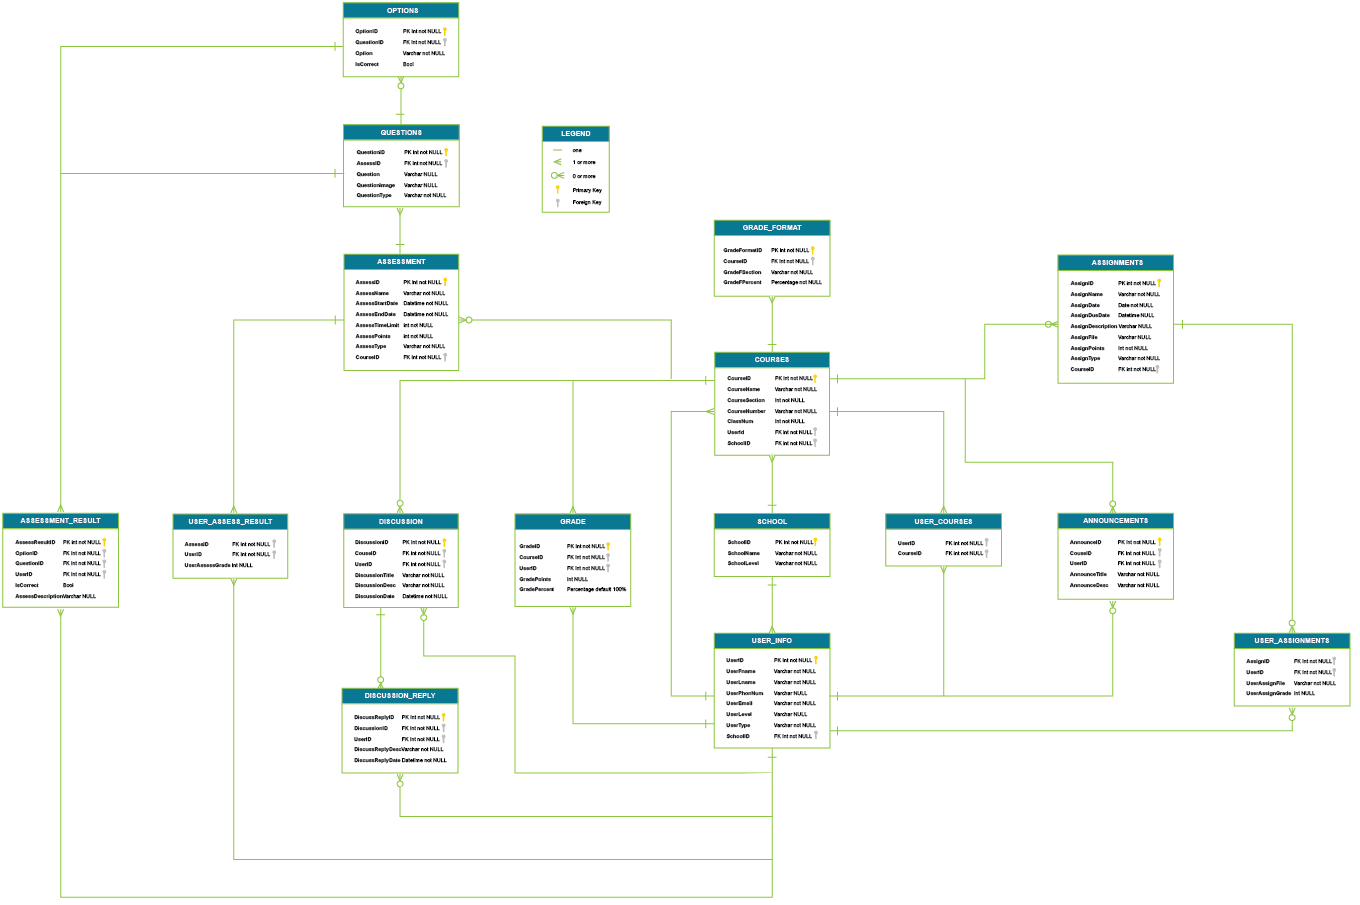 OPTIONS
OptionID PK Int not NULL
QuestionID FK Int not NULL
Option Varchar not NULL
IsCorrect Bool
QUESTIONS
QuestionID PK Int not NULL
AssessID FK Int not NULL
Question Varchar NULL
QuestionImage Varchar NULL
QuestionType Varchar not NULL
LEGEND
one
1 or more
0 or more
Primary Key
Foreign Key
ASSESSMENT
AssessID PK Int not NULL
AssessName Varchar not NULL
AssessStartDate Datetime not NULL
AssessEndDate Datetime not NULL
AssessTimeLimit int not NULL
AssessPoints int not NULL
AssessType Varchar not NULL
CourseID FK Int not NULL
GRADE_FORMAT
GradeFormatID PK Int not NULL
CourseID FK Int not NULL
GradeFSection Varchar not NULL
GradeFPercent Percentage not NULL
ASSIGNMENTS
AssignID PK int not NULL
AssignName Varchar not NULL
AssignDate Date not NULL
AssignDueDate Datetime NULL
AssignDescription Varchar NULL
AssignFile Varchar NULL
AssignPoints Int not NULL
AssignType Varchar not NULL
CourseID FK int not NULL
COURSES
CourseID PK Int not NULL
CourseName Varchar not NULL
CourseSection Int not NULL
CourseNumber Varchar not NULL
ClassNum Int not NULL
UserId FK Int not NULL
SchoolID FK Int not NULL
ASSESSMENT_RESULT
AssessResultID PK Int not NULL
OptionID FK Int not NULL
QuestionID FK Int not NULL
UserID FK Int not NULL
IsCorrect Bool
AssessDescriptionVarchar NULL
USER_ASSESS_RESULT
AssessID FK Int not NULL
UserID FK Int not NULL
UserAssessGrade Int NULL
DISCUSSION
DiscussionID PK Int not NULL
CouseID FK Int not NULL
UserID FK Int not NULL
DiscussionTitle Varchar not NULL
DiscussionDesc Varchar not NULL
DiscussionDate Datetime not NULL
GRADE
GradeID PK Int not NULL
CourseID FK Int not NULL
UserID FK Int not NULL
GradePoints Int NULL
GradePercent Percentage default 100%
SCHOOL
SchoolID PK Int not NULL
SchoolName Varchar not NULL
SchoolLevel Varchar not NULL
USER_COURSES
UserID FK Int not NULL
CourseID FK Int not NULL
ANNOUNCEMENTS
AnnounceID PK Int not NULL
CouseID FK Int not NULL
UserID FK Int not NULL
AnnounceTitle Varchar not NULL
AnnounceDesc Varchar not NULL
USER_INFO
UserID PK Int not NULL
UserFname Varchar not NULL
UserLname Varchar not NULL
UserPhonNum Varchar NULL
UserEmail Varchar not NULL
UserLevel Varchar NULL
UserType Varchar not NULL
SchoolID FK Int not NULL
USER_ASSIGNMENTS
AssignID FK Int not NULL
UserID FK Int not NULL
UserAssignFile Varchar not NULL
UserAssignGrade Int NULL
DISCUSSION_REPLY
DiscussReplyID PK Int not NULL
DiscussionID FK Int not NULL
UserID FK Int not NULL
DiscussReplyDescVarchar not NULL
DiscussReplyDate Datetime not NULL